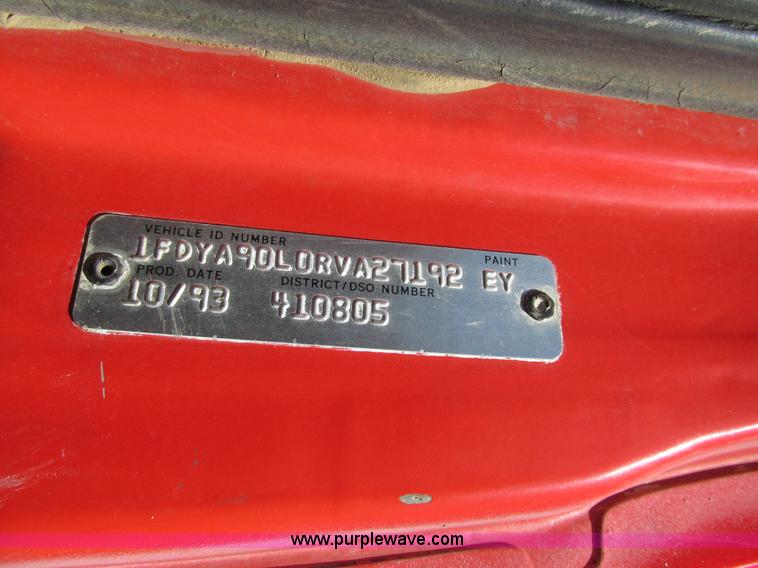 VEHICLE ID NUMBER PAINT
1FDYA90L0RVA27192 EY
PROD. DATE DISTRICT/DSO NUMBER
10/93 410805
www.purplewave.com